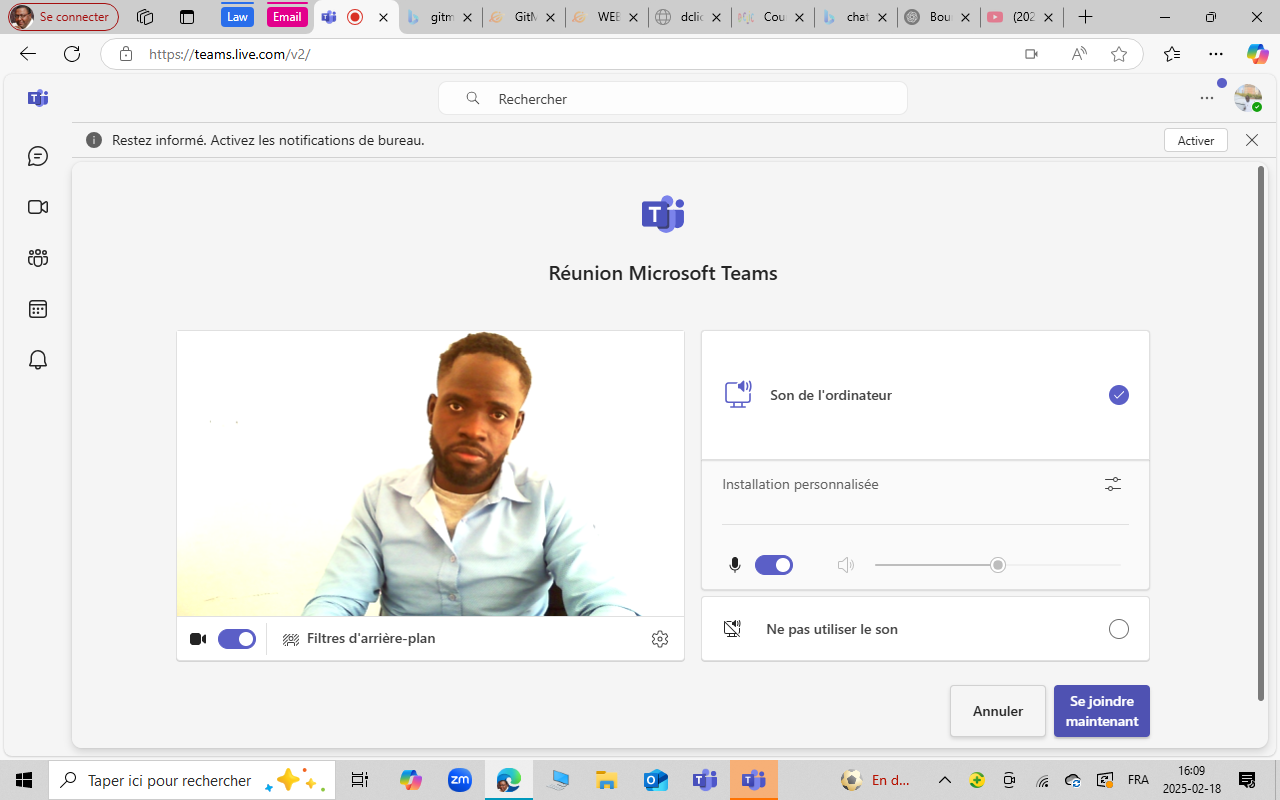 Se connecter
Law
Email
gitm
GitM
WEE
dclic
Cou
chat
Bou
(202
https://teams.live.com/v2/
Rechercher
Restez informé. Activez les notifications de bureau.
Activer
Réunion Microsoft Teams
Son de l'ordinateur
Installation personnalisée
Filtres d'arrière-plan
Ne pas utiliser le son
Annuler
Se joindre
maintenant
Taper ici pour rechercher
zm
En d...
FRA
16:09
2025-02-18